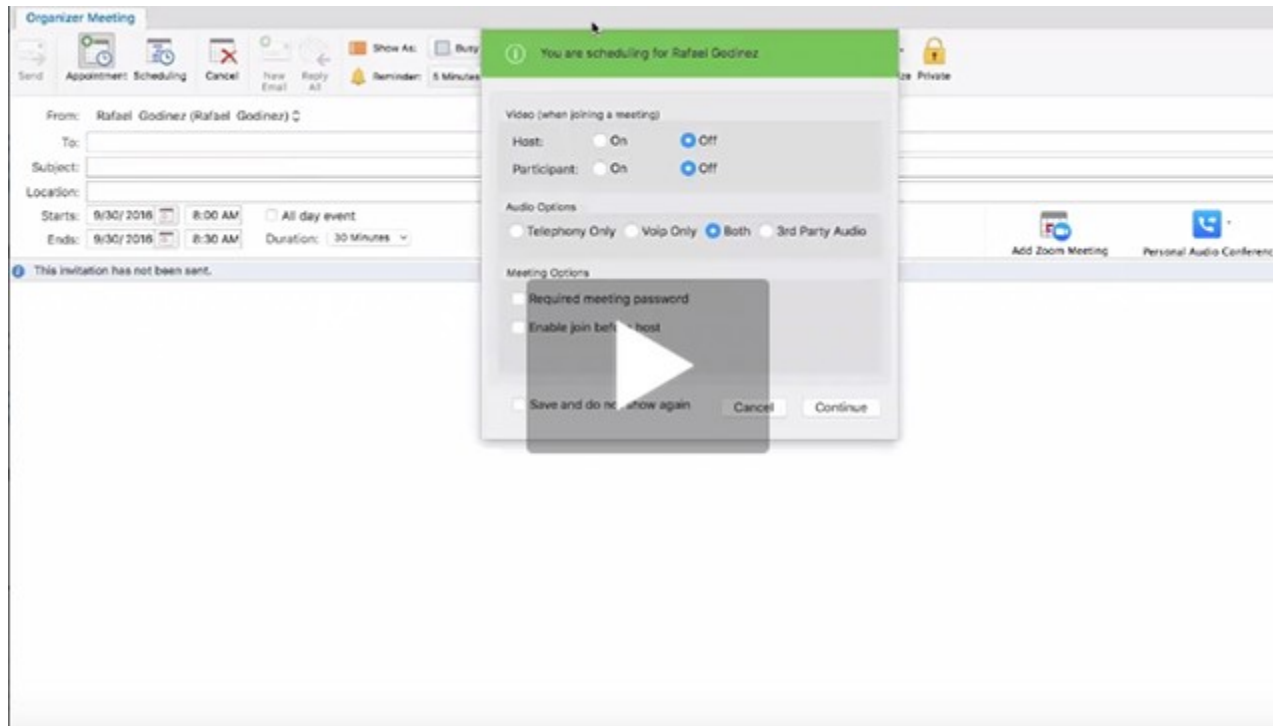 Organizer Meeting
Send Appointment Scheduling Cancel New Email Reply All
Show As: Busy
Reminder: 5 Minutes
Private
You are scheduling for Rafael Godinez
From: Rafael Godinez (Rafael Godinez)
To:
Subject:
Location:
Starts: 9/30/2016 8:00 AM All day event
Ends: 9/30/2016 8:30 AM Duration: 30 Minutes
This invitation has not been sent.
Video (when joining a meeting)
Host: On Off
Participant: On Off
Audio Options
Telephony Only Voip Only Both 3rd Party Audio
Meeting Options
Required meeting password
Enable join before host
Save and do not show again Cancel Continue
Add Zoom Meeting Personal Audio Conferenc